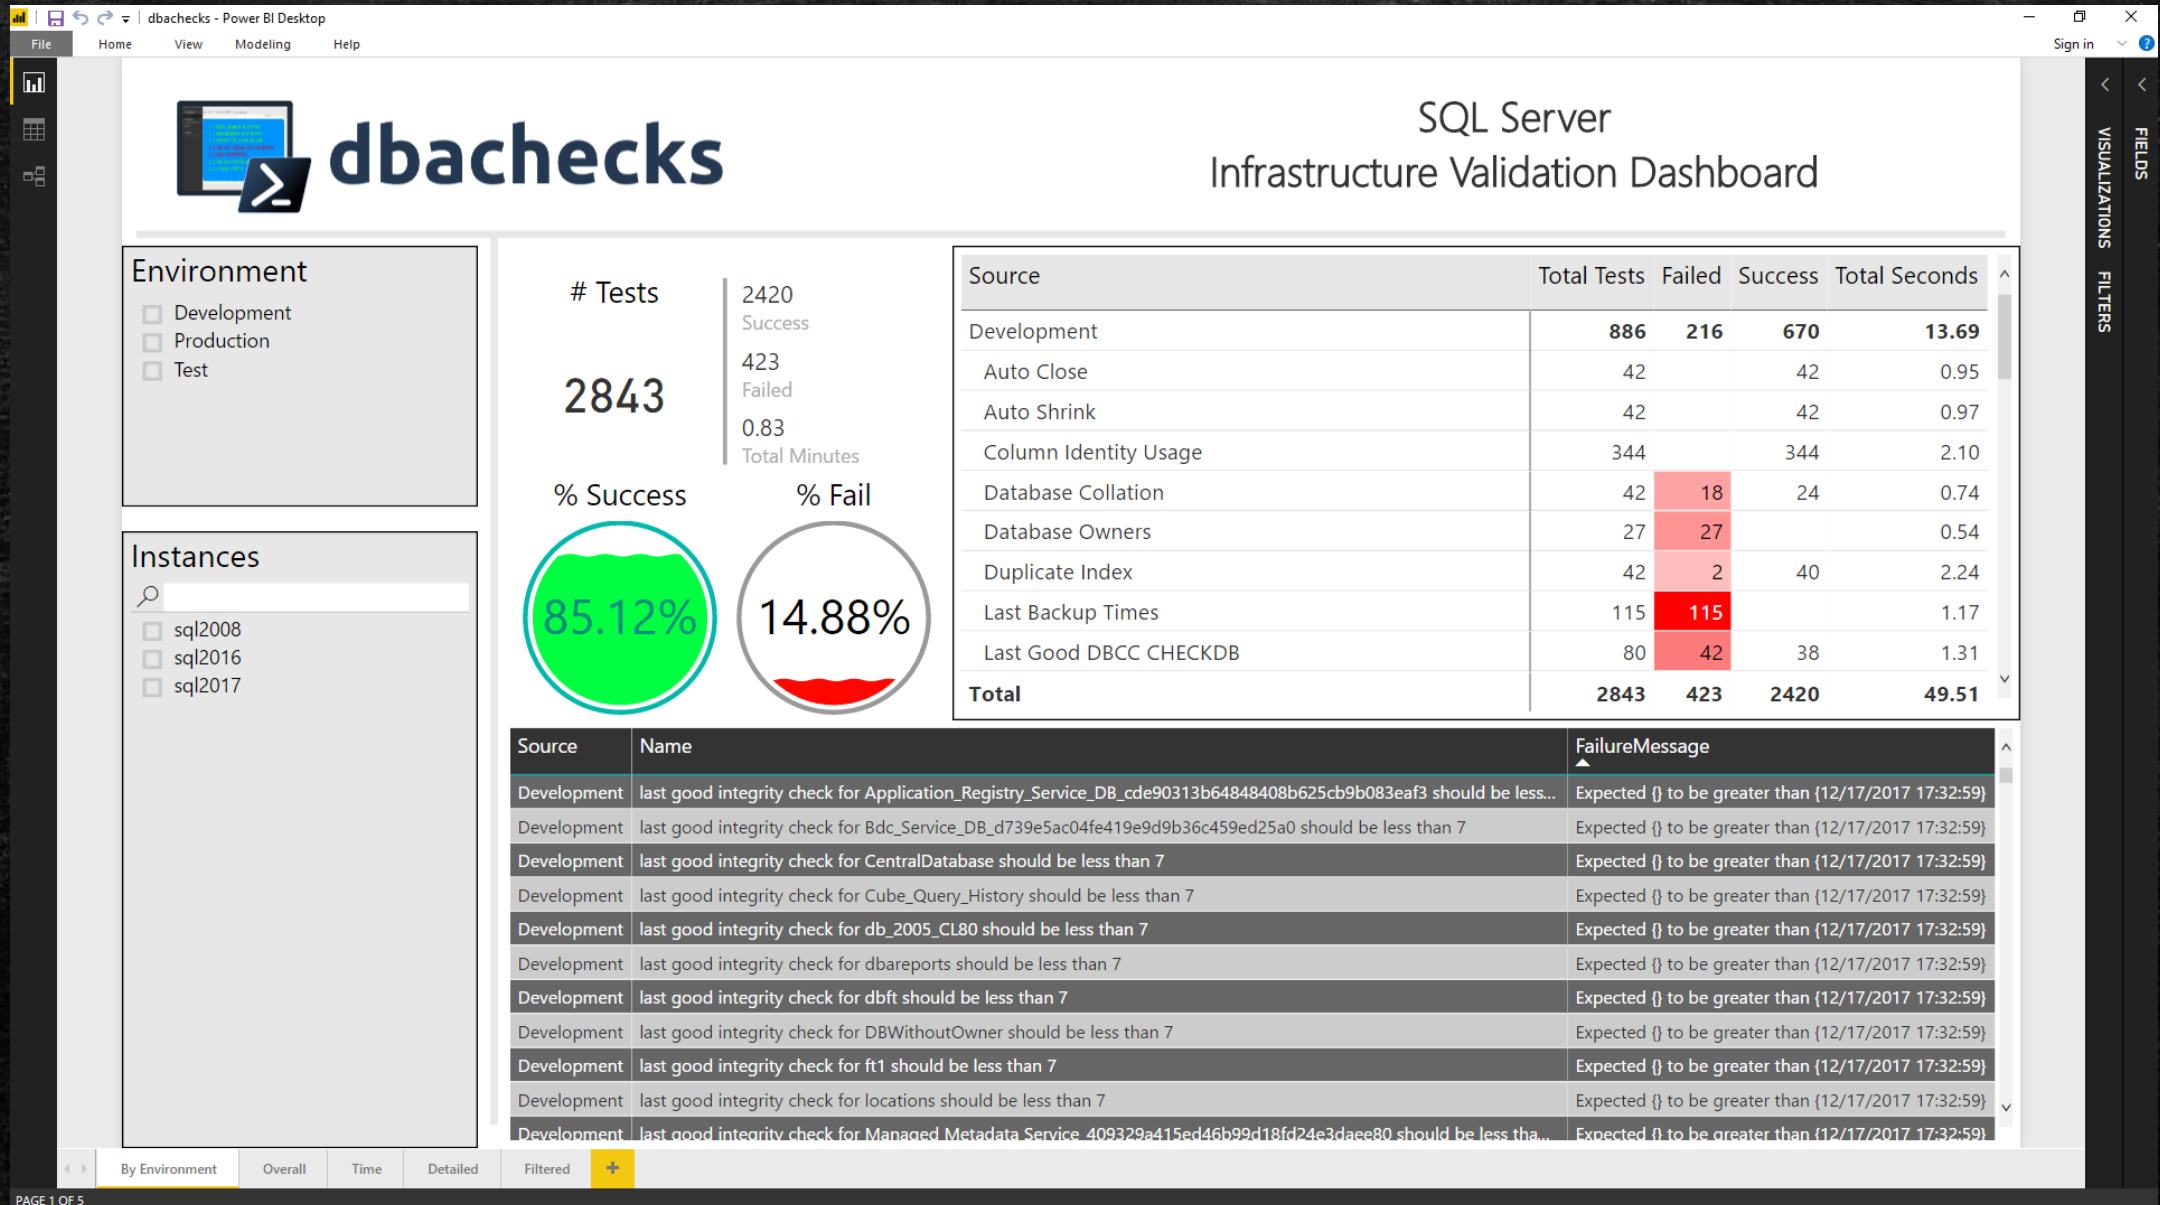 dbachecks - Power BI Desktop
File Home View Modeling Help
Sign in
?
dbachecks
SQL Server
Infrastructure Validation Dashboard
VISUALIZATIONS
FILTERS
FIELDS
Environment
Development
Production
Test
Instances
sql2008
sql2016
sql2017
# Tests
2843
2420
Success
423
Failed
0.83
Total Minutes
% Success
85.12%
% Fail
14.88%
Source Total Tests Failed Success Total Seconds
Development 886 216 670 13.69
Auto Close 42 42 0.95
Auto Shrink 42 42 0.97
Column Identity Usage 344 344 2.10
Database Collation 42 18 24 0.74
Database Owners 27 27 0.54
Duplicate Index 42 2 40 2.24
Last Backup Times 115 115 1.17
Last Good DBCC CHECKDB 80 42 38 1.31
Total 2843 423 2420 49.51
Source Name FailureMessage
Development last good integrity check for Application_Registry_Service_DB_cde90313b64848408b625cb9b083eaf3 should be less... Expected {} to be greater than {12/17/2017 17:32:59}
Development last good integrity check for Bdc_Service_DB_d739e5ac04fe419e9d9b36c459ed25a0 should be less than 7 Expected {} to be greater than {12/17/2017 17:32:59}
Development last good integrity check for CentralDatabase should be less than 7 Expected {} to be greater than {12/17/2017 17:32:59}
Development last good integrity check for Cube_Query_History should be less than 7 Expected {} to be greater than {12/17/2017 17:32:59}
Development last good integrity check for db_2005_CL80 should be less than 7 Expected {} to be greater than {12/17/2017 17:32:59}
Development last good integrity check for dbareports should be less than 7 Expected {} to be greater than {12/17/2017 17:32:59}
Development last good integrity check for dbft should be less than 7 Expected {} to be greater than {12/17/2017 17:32:59}
Development last good integrity check for DBWithoutOwner should be less than 7 Expected {} to be greater than {12/17/2017 17:32:59}
Development last good integrity check for ft1 should be less than 7 Expected {} to be greater than {12/17/2017 17:32:59}
Development last good integrity check for locations should be less than 7 Expected {} to be greater than {12/17/2017 17:32:59}
Development last good integrity check for Managed Metadata Service_409329a415ed46b99d18fd24e3daee80 should be less tha... Expected {} to be greater than {12/17/2017 17:32:59}
By Environment Overall Time Detailed Filtered +
PAGE 1 OF 5